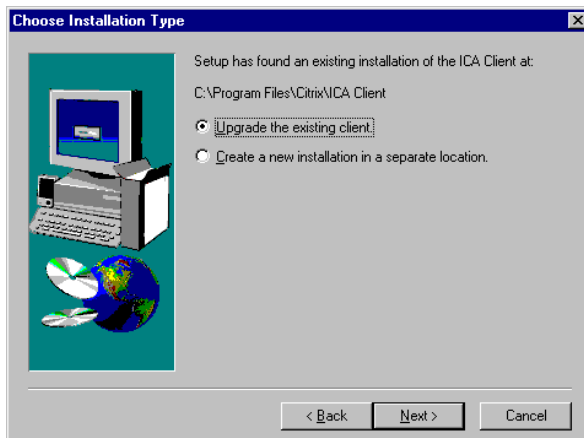 Choose Installation Type
Setup has found an existing installation of the ICA Client at:
C:\Program Files\Citrix\ICA Client
Upgrade the existing client.
Create a new installation in a separate location.
< Back
Next >
Cancel